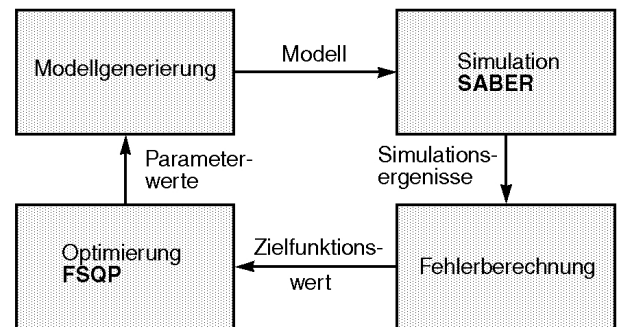 Modellgenerierung
Modell
Simulation
SABER
Parameter-
werte
Simulations-
ergenisse
Optimierung
FSQP
Zielfunktions-
wert
Fehlerberechnung